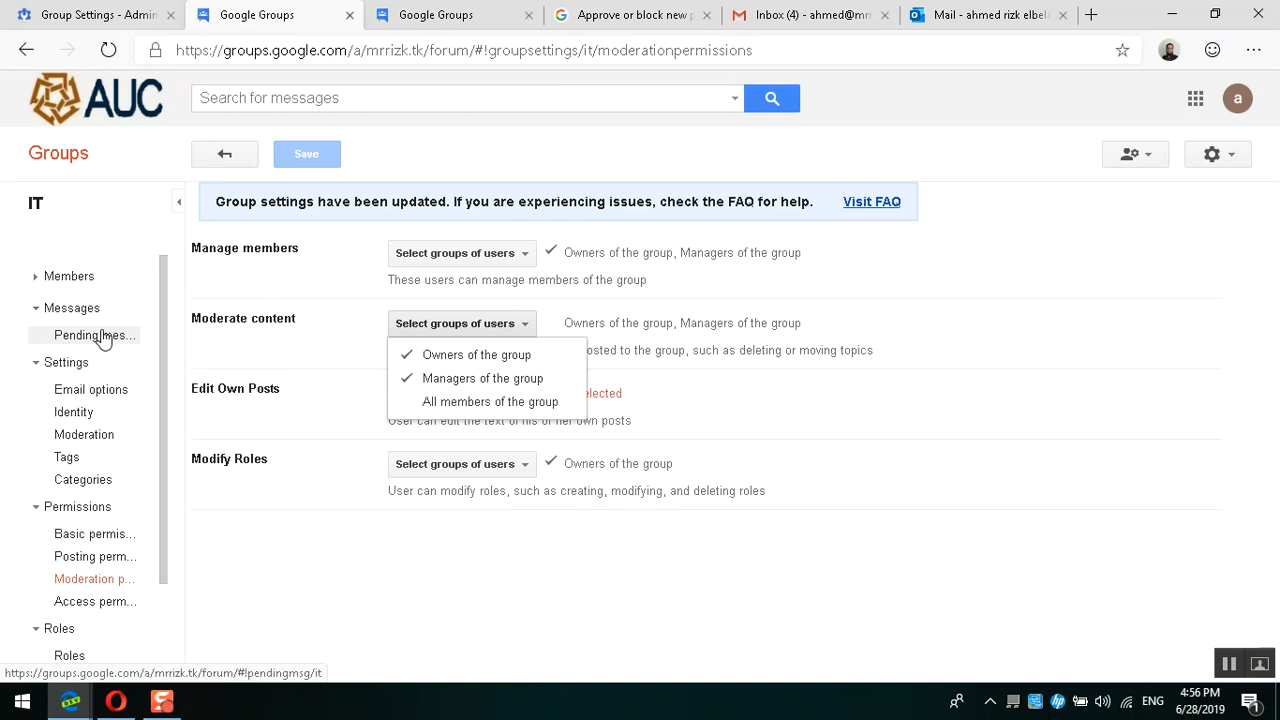 Group Settings - Admin
Google Groups
Google Groups
Approve or block new p
Inbox (4) - ahmed@mr
Mail - ahmed rizk elbel
https://groups.google.com/a/mrrizk.tk/forum/#!groupsettings/it/moderationpermissions
AUC
Search for messages
a
Groups
Save
IT
Group settings have been updated. If you are experiencing issues, check the FAQ for help.
Visit FAQ
Members
Messages
Pending mes...
Settings
Email options
Identity
Moderation
Tags
Categories
Permissions
Basic permis...
Posting perm...
Moderation p...
Access perm...
Roles
Roles
Manage members
Select groups of users
Owners of the group, Managers of the group
These users can manage members of the group
Moderate content
Select groups of users
Owners of the group, Managers of the group
Owners of the group
Managers of the group
All members of the group
posted to the group, such as deleting or moving topics
Edit Own Posts
elected
User can edit the text of his or her own posts
Modify Roles
Select groups of users
Owners of the group
User can modify roles, such as creating, modifying, and deleting roles
https://groups.google.com/a/mrrizk.tk/forum/#!pendingmsg/it
ENG
4:56 PM
6/28/2019
1